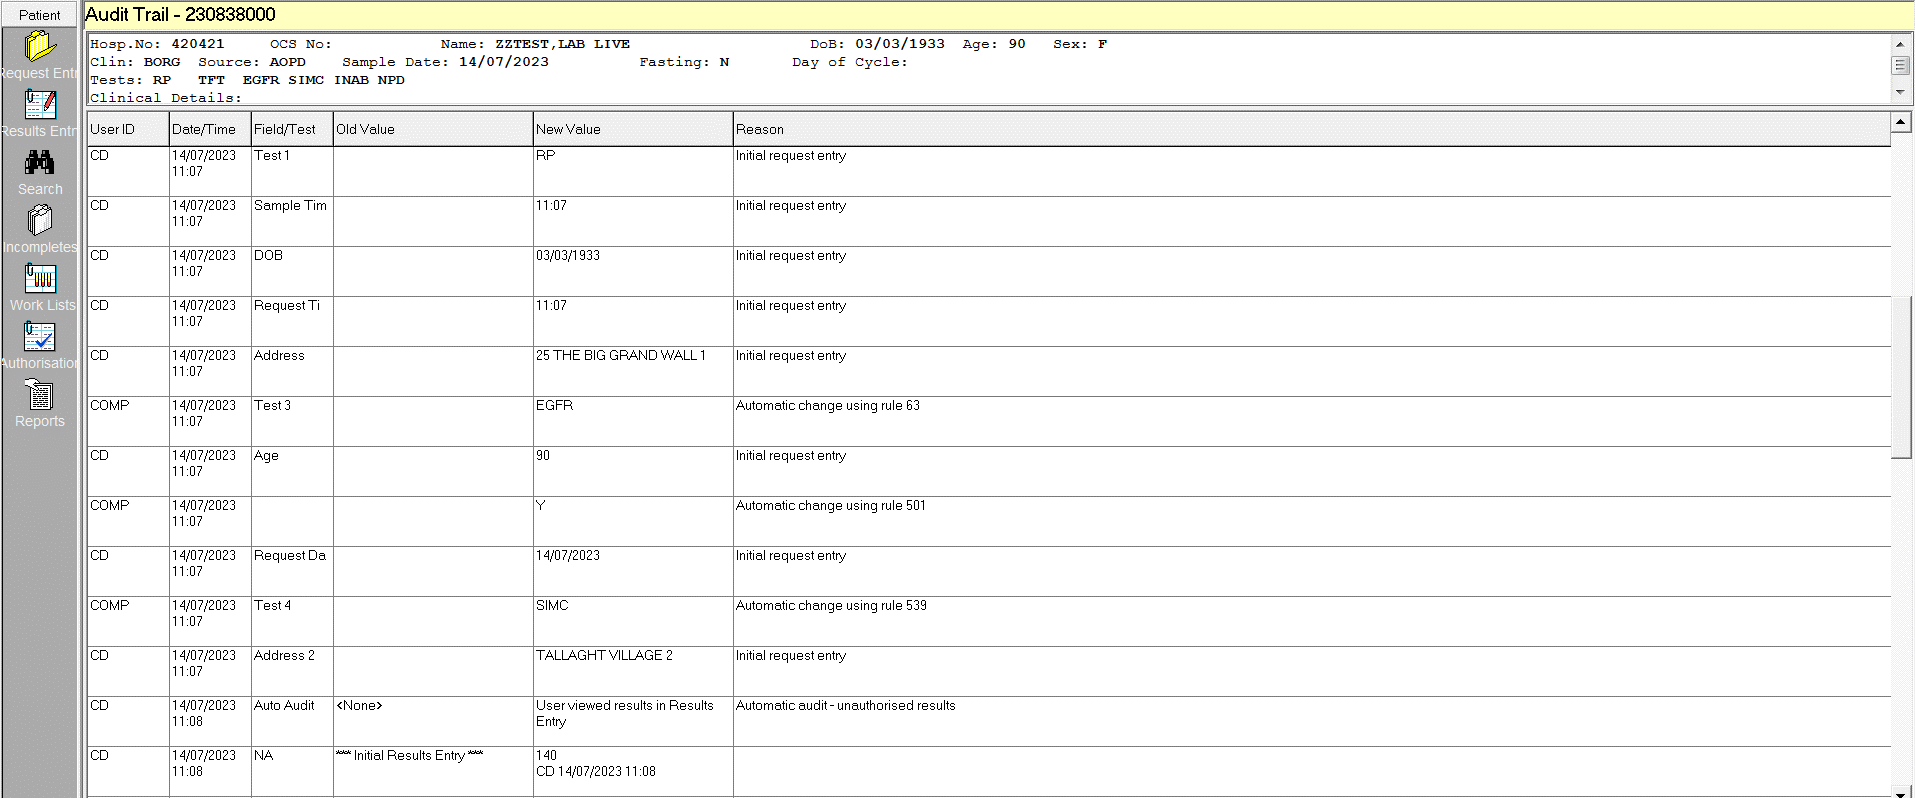 Patient
Request Entr
Results Entr
Search
Incompletes
Work Lists
Authorisation
Reports
Audit Trail - 230838000
Hosp.No: 420421 OCS No: Name: ZZTEST,LAB LIVE DoB: 03/03/1933 Age: 90 Sex: F
Clin: BORG Source: AOPD Sample Date: 14/07/2023 Fasting: N Day of Cycle:
Tests: RP TFT EGFR SIMC INAB NPD
Clinical Details:
User ID Date/Time Field/Test Old Value New Value Reason
CD 14/07/2023 Test 1 RP Initial request entry
11:07
CD 14/07/2023 Sample Tim 11:07 Initial request entry
11:07
CD 14/07/2023 DOB 03/03/1933 Initial request entry
11:07
CD 14/07/2023 Request Ti 11:07 Initial request entry
11:07
CD 14/07/2023 Address 25 THE BIG GRAND WALL 1 Initial request entry
11:07
COMP 14/07/2023 Test 3 EGFR Automatic change using rule 63
11:07
CD 14/07/2023 Age 90 Initial request entry
11:07
COMP 14/07/2023 Y Automatic change using rule 501
11:07
CD 14/07/2023 Request Da 14/07/2023 Initial request entry
11:07
COMP 14/07/2023 Test 4 SIMC Automatic change using rule 539
11:07
CD 14/07/2023 Address 2 TALLAGHT VILLAGE 2 Initial request entry
11:07
CD 14/07/2023 Auto Audit <None> User viewed results in Results Automatic audit - unauthorised results
11:08 Entry
CD 14/07/2023 NA *** Initial Results Entry *** 140
11:08 CD 14/07/2023 11:08